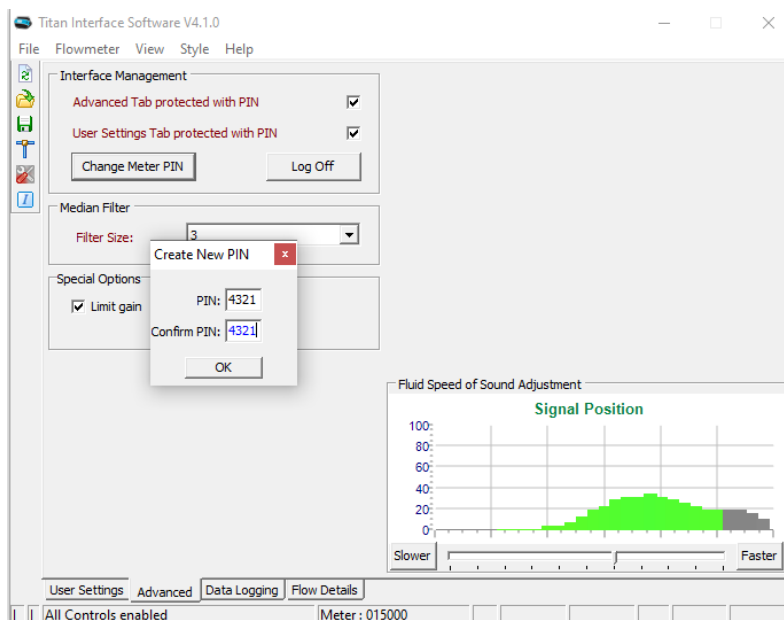 Titan Interface Software V4.1.0
File Flowmeter View Style Help
Interface Management
Advanced Tab protected with PIN
User Settings Tab protected with PIN
Change Meter PIN Log Off
Median Filter
Filter Size: 3
Create New PIN x
Special Options
Limit gain
PIN: 4321
Confirm PIN: 4321
OK
Fluid Speed of Sound Adjustment
Signal Position
100
80
60
40
20
0
Slower Faster
User Settings Advanced Data Logging Flow Details
All Controls enabled Meter : 015000